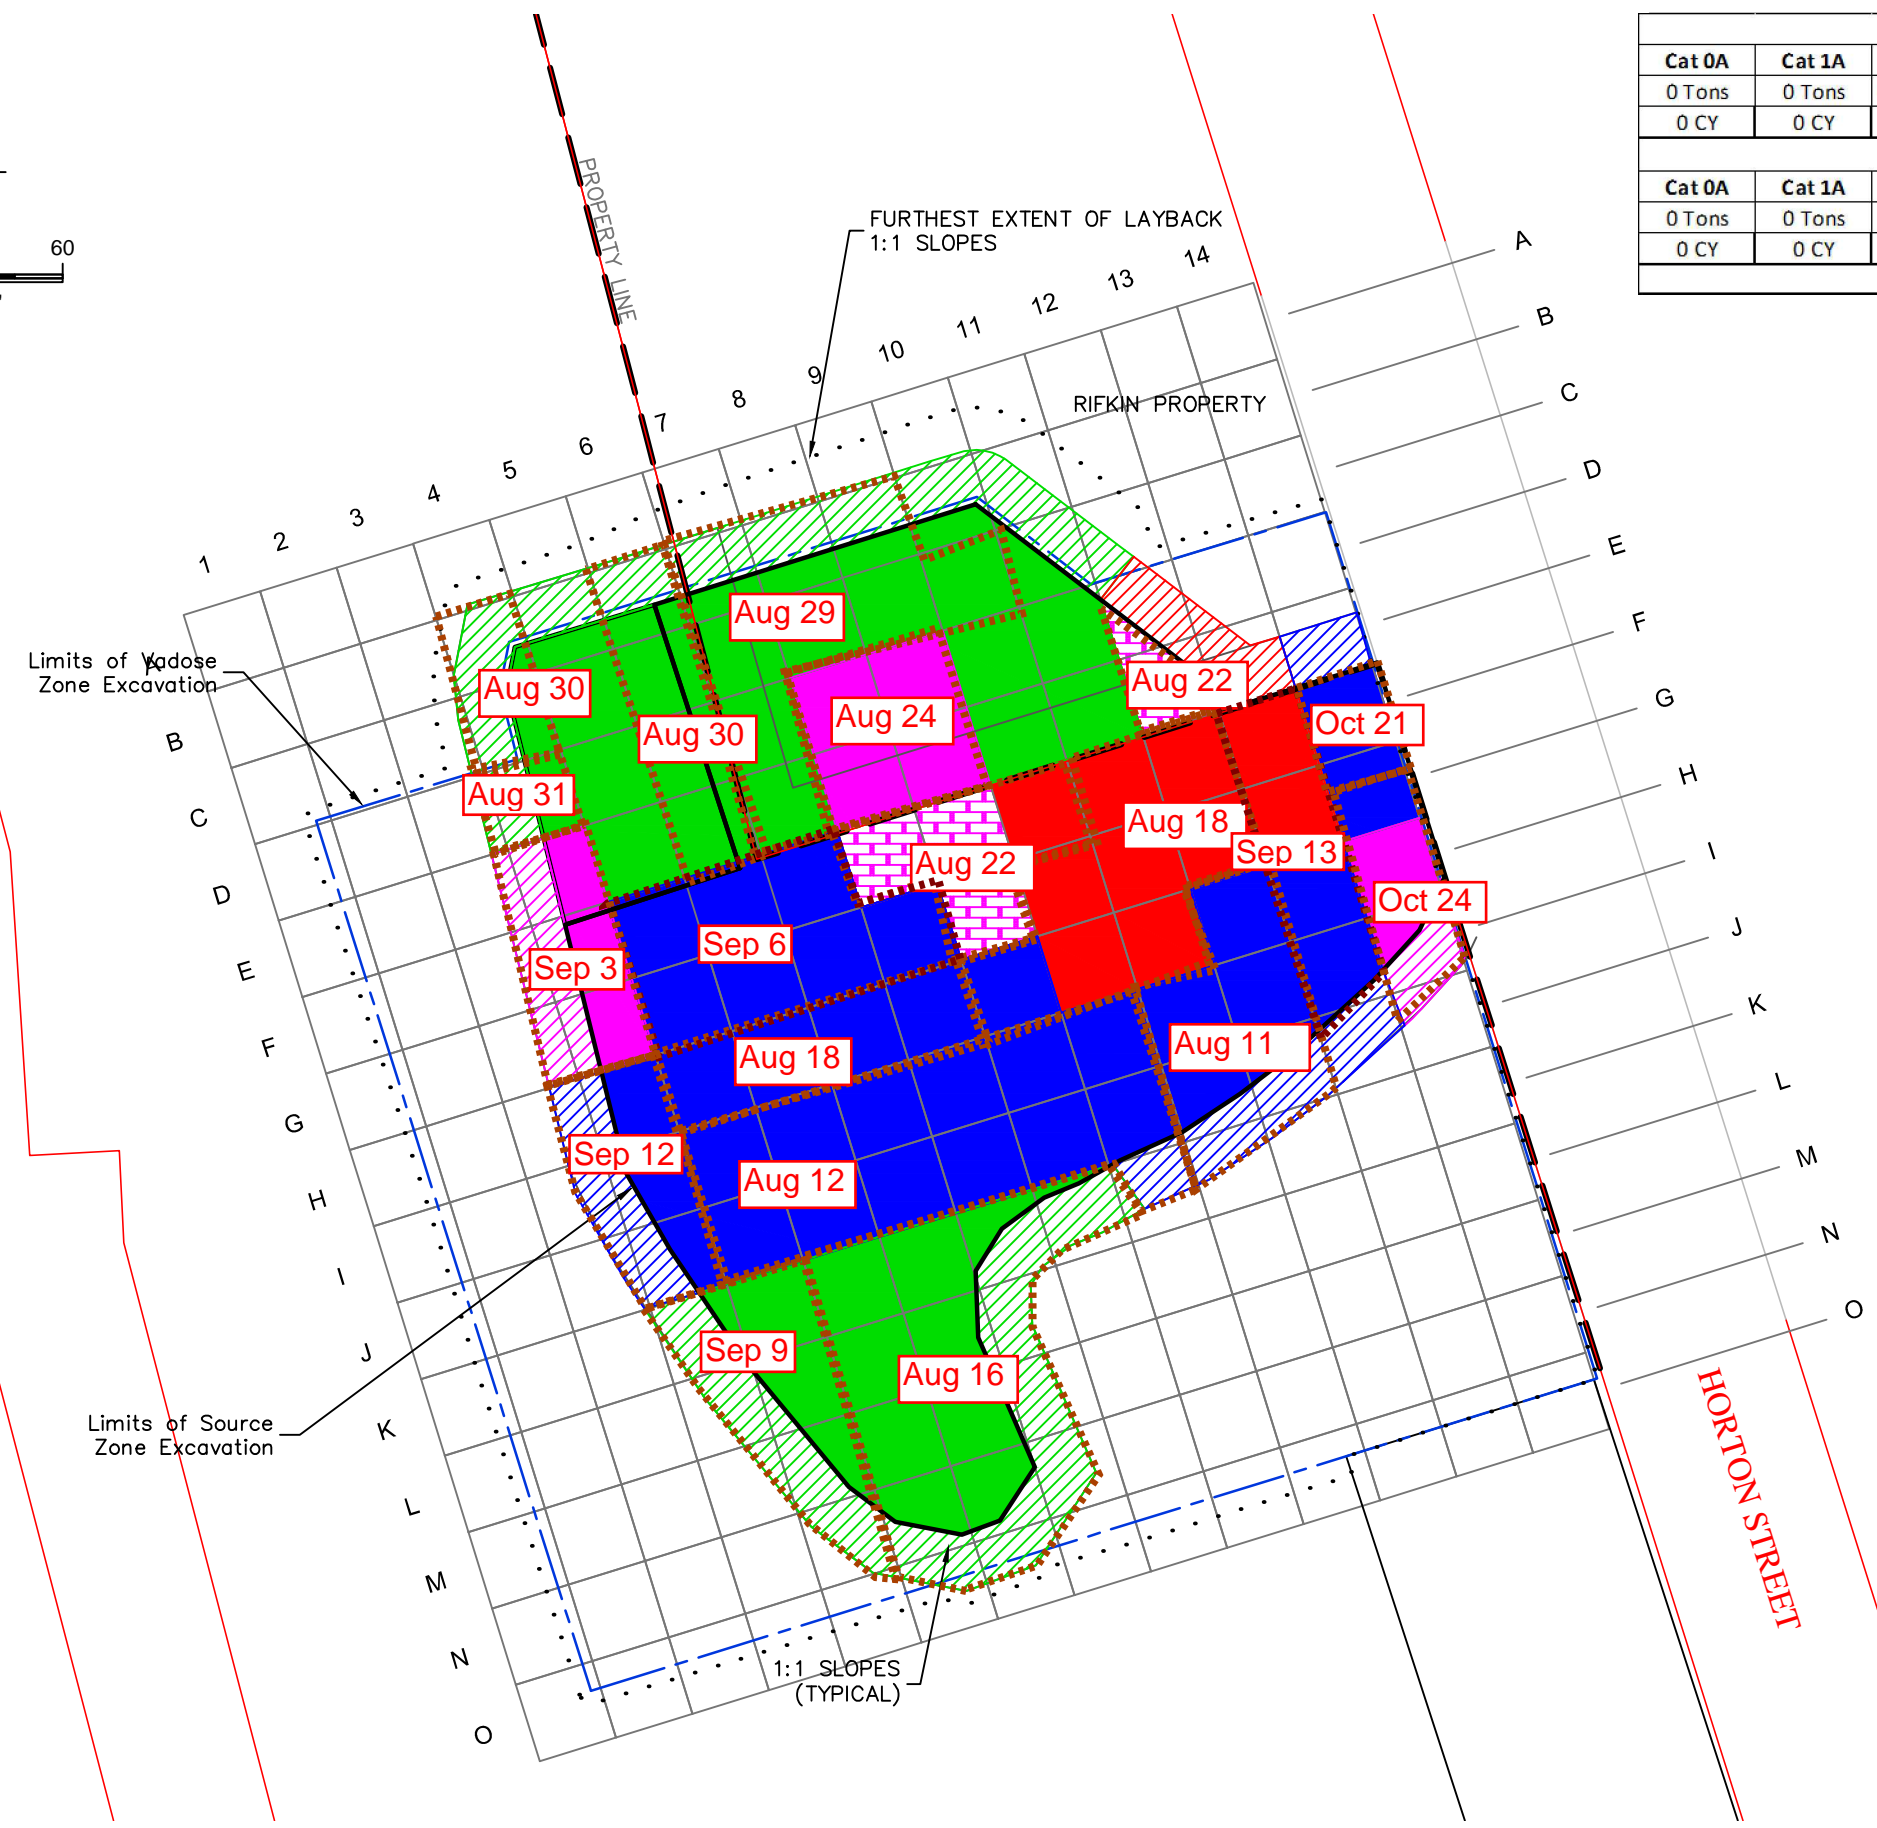 Cat 0A Cat 1A
0 Tons 0 Tons
0 CY 0 CY
Cat 0A Cat 1A
0 Tons 0 Tons
0 CY 0 CY
60
PROPERTY LINE
FURTHEST EXTENT OF LAYBACK
1:1 SLOPES
RIFKIN PROPERTY
1
2
3
4
5
6
7
8
9
10
11
12
13
14
A
B
C
D
E
F
G
H
I
J
K
L
M
N
O
Limits of Vadose
Zone Excavation
A
B
C
D
E
F
G
H
I
J
K
L
M
N
O
Aug 29
Aug 30
Aug 30
Aug 24
Aug 22
Oct 21
Aug 31
Aug 18
Sep 13
Aug 22
Oct 24
Sep 6
Sep 3
Aug 18
Aug 11
Sep 12
Aug 12
Sep 9
Aug 16
Limits of Source
Zone Excavation
1:1 SLOPES
(TYPICAL)
HORTON STREET